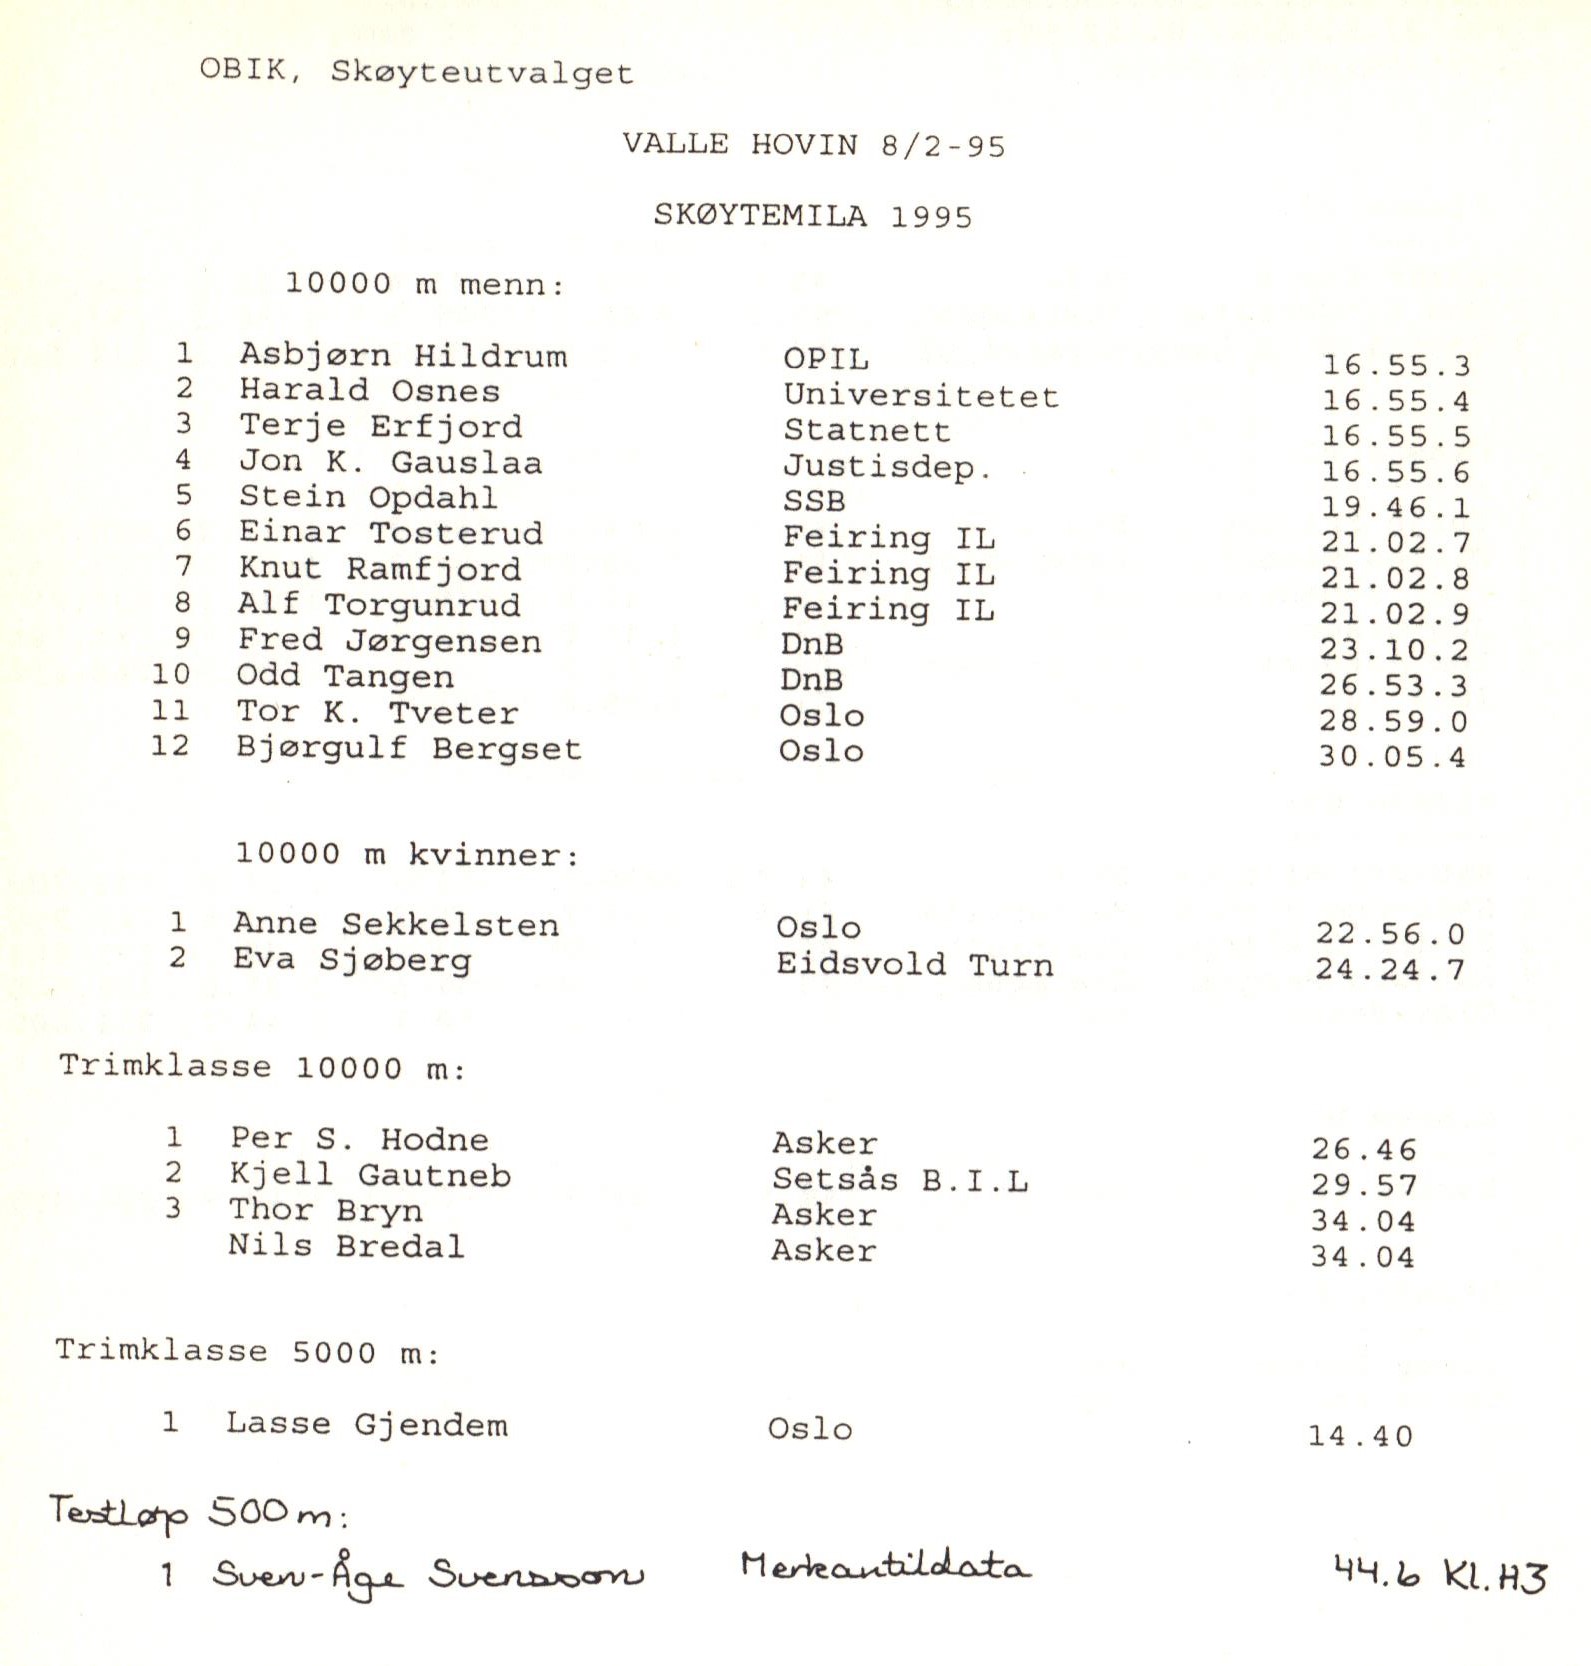 OBIK, Skøyteutvalget
VALLE HOVIN 8/2-95
SKØYTEMILA 1995
10000 m menn:
1 Asbjørn Hildrum OPIL 16.55.3
2 Harald Osnes Universitetet 16.55.4
3 Terje Erfjord Statnett 16.55.5
4 Jon K. Gauslaa Justisdep. 16.55.6
5 Stein Opdahl SSB 19.46.1
6 Einar Tosterud Feiring IL 21.02.7
7 Knut Ramfjord Feiring IL 21.02.8
8 Alf Torgunrud Feiring IL 21.02.9
9 Fred Jørgensen DnB 23.10.2
10 Odd Tangen DnB 26.53.3
11 Tor K. Tveter Oslo 28.59.0
12 Bjørgulf Bergset Oslo 30.05.4
10000 m kvinner:
1 Anne Sekkelsten Oslo 22.56.0
2 Eva Sjøberg Eidsvold Turn 24.24.7
Trimklasse 10000 m:
1 Per S. Hodne Asker 26.46
2 Kjell Gautneb Setsås B.I.L 29.57
3 Thor Bryn Asker 34.04
Nils Bredal Asker 34.04
Trimklasse 5000 m:
1 Lasse Gjendem Oslo 14.40
Testløp 500 m:
1 Sven-Åge Svensson Merkantildata 44.6 Kl. H3